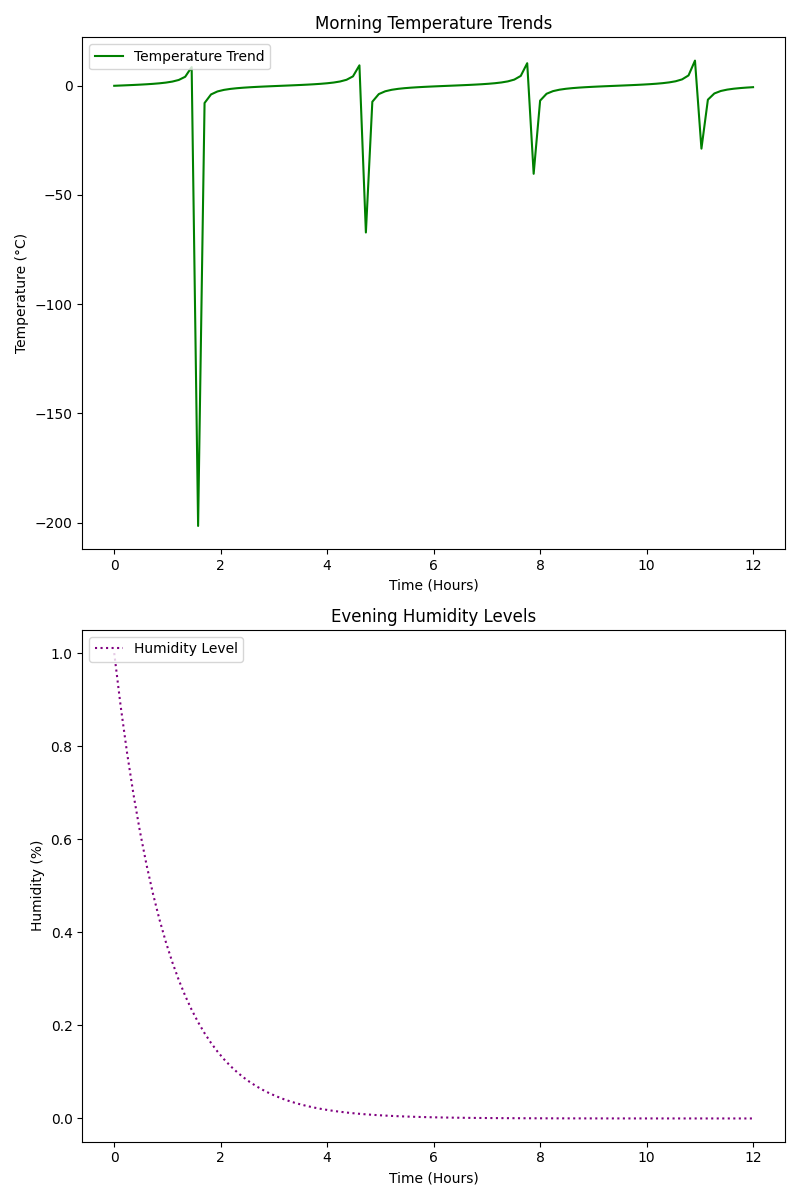 Morning Temperature Trends
Temperature Trend
Temperature (°C)
0
−50
−100
−150
−200
0 2 4 6 8 10 12
Time (Hours)
Evening Humidity Levels
Humidity Level
Humidity (%)
1.0
0.8
0.6
0.4
0.2
0.0
0 2 4 6 8 10 12
Time (Hours)